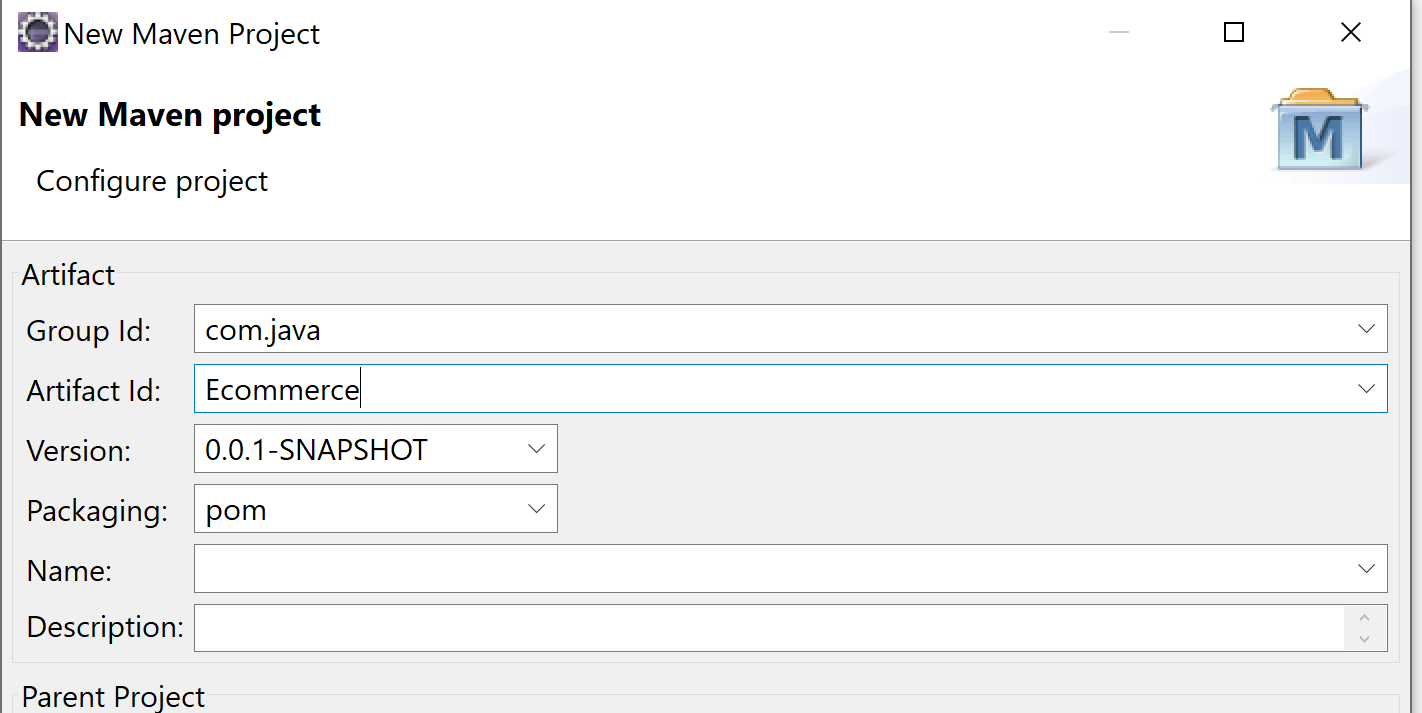 New Maven Project
New Maven project
Configure project
M
Artifact
Group Id: com.java
Artifact Id: Ecommerce
Version: 0.0.1-SNAPSHOT
Packaging: pom
Name:
Description:
Parent Project